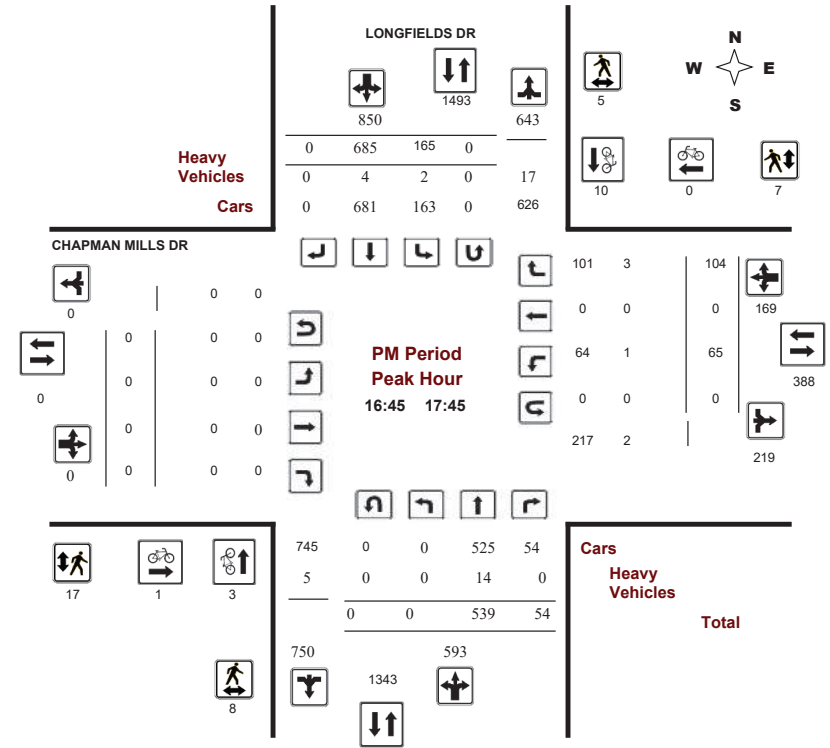 LONGFIELDS DR
N
W E
S
1493
5
850 643
0 685 165 0
Heavy
Vehicles 0 4 2 0 17
Cars 0 681 163 0 626
10 0 7
CHAPMAN MILLS DR
0
0 0
101 3 104
169
0 0 0 0
0 0 0
0
PM Period
Peak Hour
16:45 17:45
0 0 0
64 1 65
388
0 0 0
0 0 0
0
0 0 0
217 2
219
745 0 0 525 54 Cars
5 0 0 14 0 Heavy
Vehicles
0 0 539 54 Total
17 1 3
750 593
1343
8